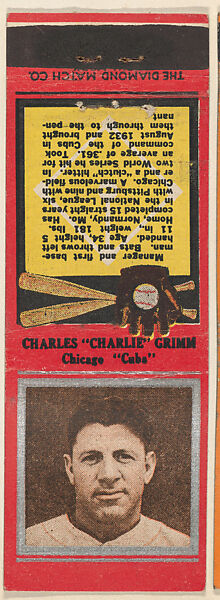 THE DIAMOND MATCH CO.
Manager and first base-
man. Bats and throws left
handed. Age 34, height 5
ft. 11 in., weight 181 lbs.
Home, Normandy, Mo. Has
completed 15 straight years
in the National League, six
with Pittsburg and nine with
Chicago. A marvelous field-
er and a "clutch" hitter. In
two World Series he hit for
an average of .361. Took
command of the Cubs in
August 1932 and brought
them through to the pen-
nant
CHARLES "CHARLIE" GRIMM
Chicago "Cubs"